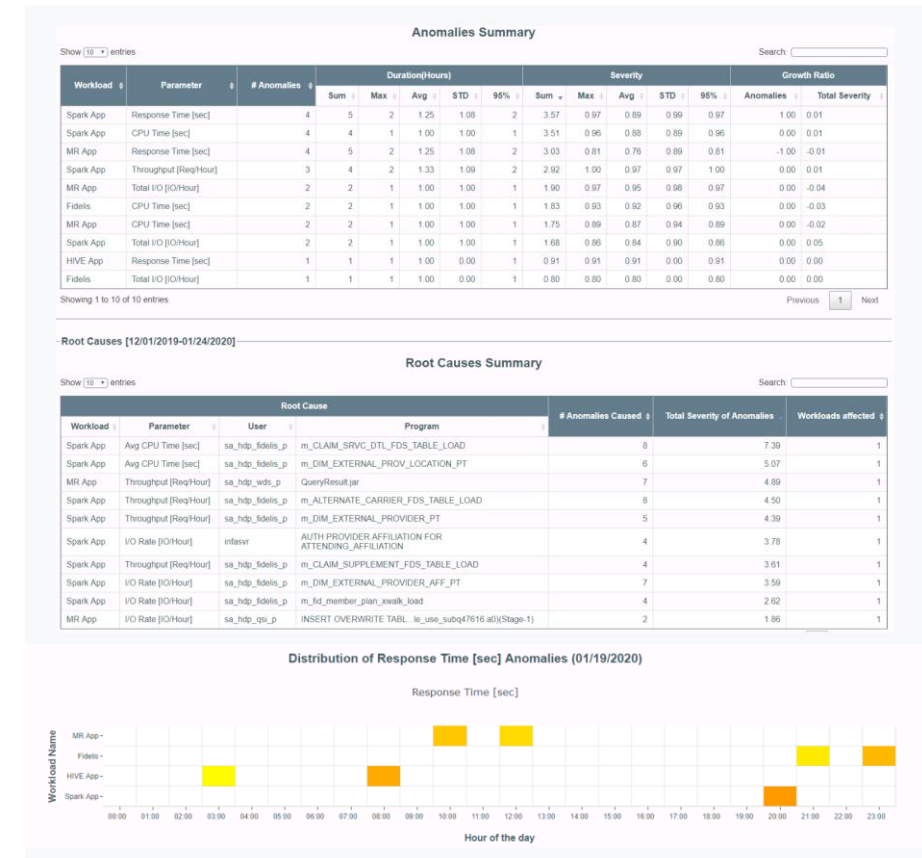 Anomalies Summary
Show 10 entries Search:
Workload Parameter # Anomalies Duration(Hours) Severity Growth Ratio
Sum Max Avg STD 95% Sum Max Avg STD 95% Anomalies Total Severity
Spark App Response Time [sec] 4 5 2 1.25 1.08 2 3.57 0.97 0.89 0.99 0.97 1.00 0.01
Spark App CPU Time [sec] 4 4 1 1.00 1.00 1 3.51 0.96 0.88 0.89 0.96 0.00 0.01
MR App Response Time [sec] 4 5 2 1.25 1.08 2 3.03 0.81 0.76 0.89 0.81 -1.00 -0.01
Spark App Throughput [Req/Hour] 3 4 2 1.33 1.09 2 2.92 1.00 0.97 0.97 1.00 0.00 0.01
MR App Total I/O [IO/Hour] 2 2 1 1.00 1.00 1 1.90 0.97 0.95 0.98 0.97 0.00 -0.04
Fidelis CPU Time [sec] 2 2 1 1.00 1.00 1 1.83 0.93 0.92 0.96 0.93 0.00 -0.03
MR App CPU Time [sec] 2 2 1 1.00 1.00 1 1.75 0.89 0.87 0.94 0.89 0.00 -0.02
Spark App Total I/O [IO/Hour] 2 2 1 1.00 1.00 1 1.68 0.86 0.84 0.90 0.86 0.00 0.05
HIVE App Response Time [sec] 1 1 1 1.00 0.00 1 0.91 0.91 0.91 0.00 0.91 0.00 0.00
Fidelis Total I/O [IO/Hour] 1 1 1 1.00 0.00 1 0.80 0.80 0.80 0.00 0.80 0.00 0.00
Showing 1 to 10 of 10 entries Previous 1 Next
Root Causes [12/01/2019-01/24/2020]
Root Causes Summary
Show 10 entries Search:
Root Cause # Anomalies Caused Total Severity of Anomalies Workloads affected
Workload Parameter User Program
Spark App Avg CPU Time [sec] sa_hdp_fidelis_p m_CLAIM_SRVC_DTL_FDS_TABLE_LOAD 8 7.39 1
Spark App Avg CPU Time [sec] sa_hdp_fidelis_p m_DIM_EXTERNAL_PROV_LOCATION_PT 6 5.07 1
MR App Throughput [Req/Hour] sa_hdp_wds_p QueryResult.jar 7 4.89 1
Spark App Throughput [Req/Hour] sa_hdp_fidelis_p m_ALTERNATE_CARRIER_FDS_TABLE_LOAD 8 4.50 1
Spark App Throughput [Req/Hour] sa_hdp_fidelis_p m_DIM_EXTERNAL_PROVIDER_PT 5 4.39 1
Spark App I/O Rate [IO/Hour] infasvr AUTH PROVIDER AFFILIATION FOR
ATTENDING_AFFILIATION 4 3.78 1
Spark App Throughput [Req/Hour] sa_hdp_fidelis_p m_CLAIM_SUPPLEMENT_FDS_TABLE_LOAD 4 3.61 1
Spark App I/O Rate [IO/Hour] sa_hdp_fidelis_p m_DIM_EXTERNAL_PROVIDER_AFF_PT 7 3.59 1
Spark App I/O Rate [IO/Hour] sa_hdp_fidelis_p m_fid_member_plan_xwalk_load 4 2.62 1
MR App I/O Rate [IO/Hour] sa_hdp_qsi_p INSERT OVERWRITE TABL...le_use_subq47616.a0)(Stage-1) 2 1.86 1
Distribution of Response Time [sec] Anomalies (01/19/2020)
Response Time [sec]
Workload Name
MR App
Fidelis
HIVE App
Spark App
00:00 01:00 02:00 03:00 04:00 05:00 06:00 07:00 08:00 09:00 10:00 11:00 12:00 13:00 14:00 15:00 16:00 17:00 18:00 19:00 20:00 21:00 22:00 23:00
Hour of the day